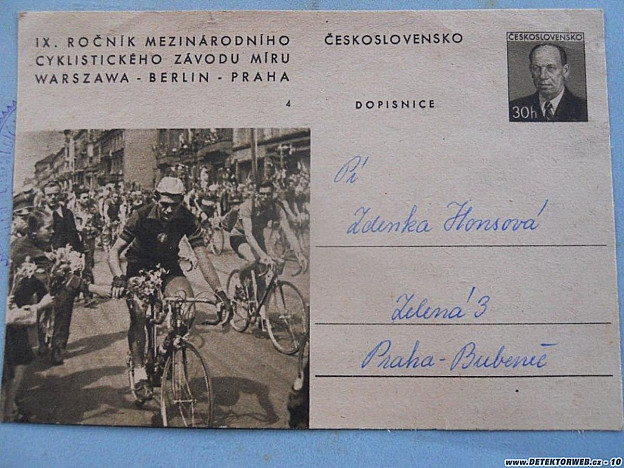 IX. ROČNÍK MEZINÁRODNÍHO
CYKLISTICKÉHO ZÁVODU MÍRU
WARSZAWA - BERLIN - PRAHA
4
ČESKOSLOVENSKO
DOPISNICE
ČESKOSLOVENSKO
30h
Pí
Zdenka Honsová
Zelená 3
Praha-Bubeneč
www.DETEKTORWEB.cz - 10